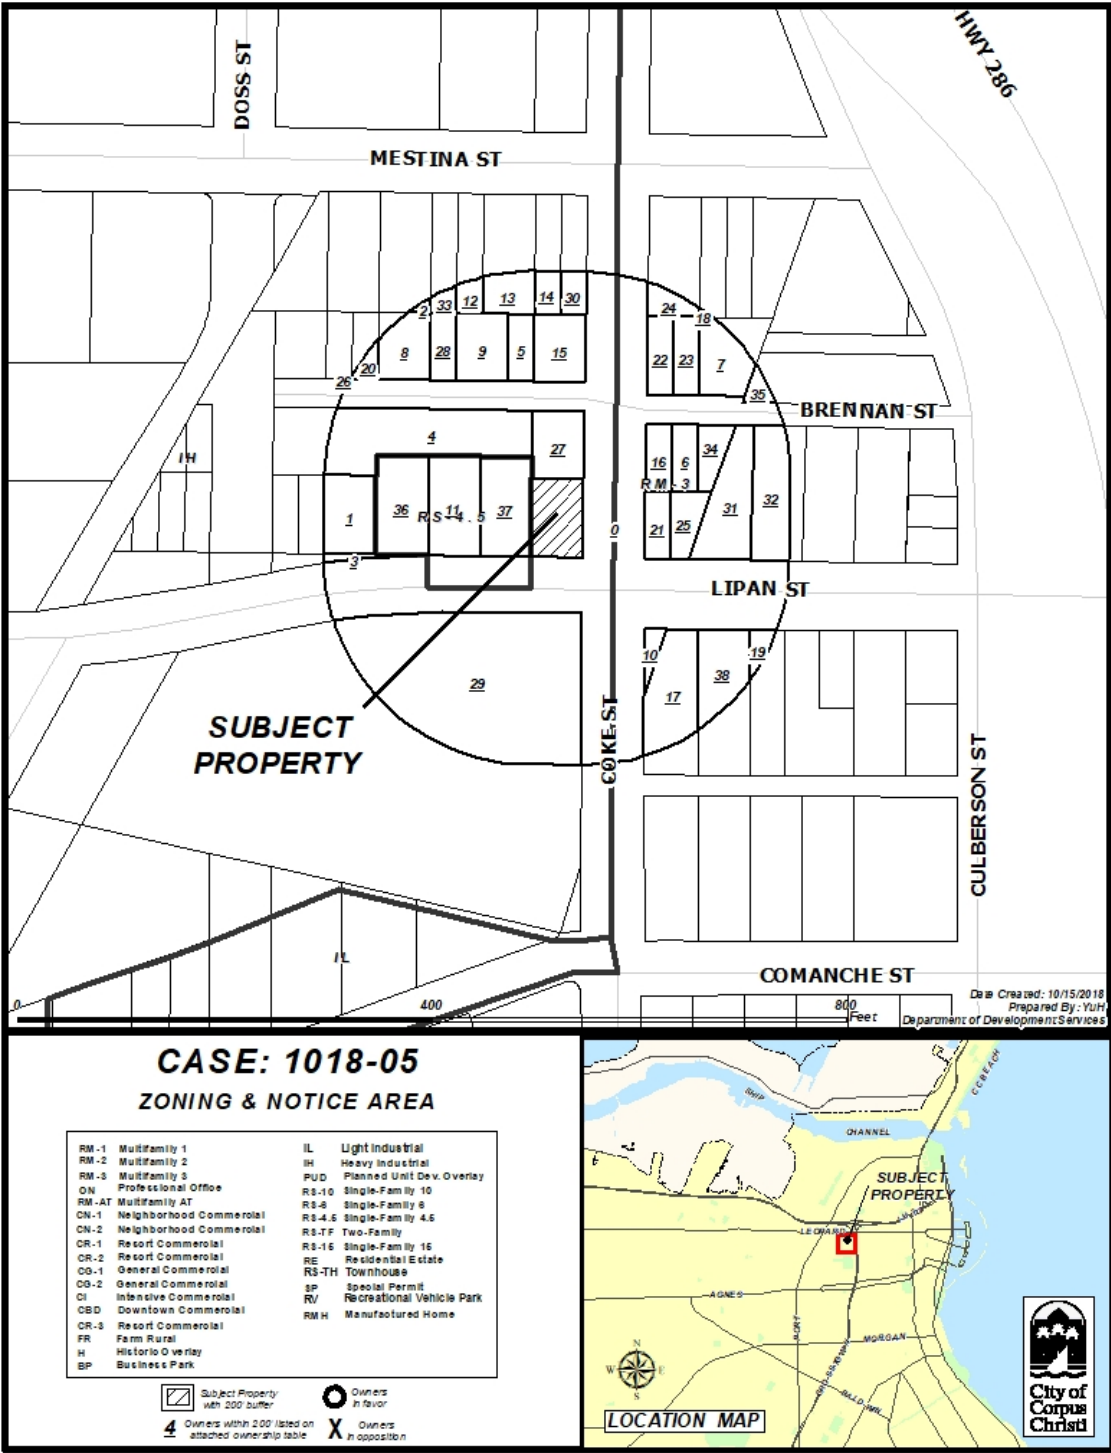 DOSS ST
HWY 286
MESTINA ST
2
33
12
13
14
30
24
18
8
28
9
5
15
22
23
7
20
26
35
BRENNAN ST
4
27
IH
16
6
34
RM-3
1
36
11
37
RS-4.5
21
25
31
32
0
3
LIPAN ST
10
19
29
17
38
SUBJECT
PROPERTY
COKE ST
CULBERSON ST
IL
COMANCHE ST
0
400
800
Feet
Date Created: 10/15/2018
Prepared By: YuH
Department of Development Services
CASE: 1018-05
ZONING & NOTICE AREA
RM-1 Multifamily 1
RM-2 Multifamily 2
RM-3 Multifamily 3
ON Professional Office
RM-AT Multifamily AT
CN-1 Neighborhood Commercial
CN-2 Neighborhood Commercial
CR-1 Resort Commercial
CR-2 Resort Commercial
CG-1 General Commercial
CG-2 General Commercial
CI Intensive Commercial
CBD Downtown Commercial
CR-3 Resort Commercial
FR Farm Rural
H Historic Overlay
BP Business Park
IL Light Industrial
IH Heavy Industrial
PUD Planned Unit Dev. Overlay
RS-10 Single-Family 10
RS-6 Single-Family 6
RS-4.5 Single-Family 4.5
RS-TF Two-Family
RS-15 Single-Family 15
RE Residential Estate
RS-TH Townhouse
SP Special Permit
RV Recreational Vehicle Park
RMH Manufactured Home
Subject Property
with 200' buffer
Owners
in favor
4 Owners within 200' listed on
attached ownership table
X Owners
in opposition
SHIP
CHANNEL
CC BEACH
SUBJECT
PROPERTY
LEOPARD
AGNES
PORT
MORGAN
BALDWIN
N
W
E
S
LOCATION MAP
City of
Corpus
Christi